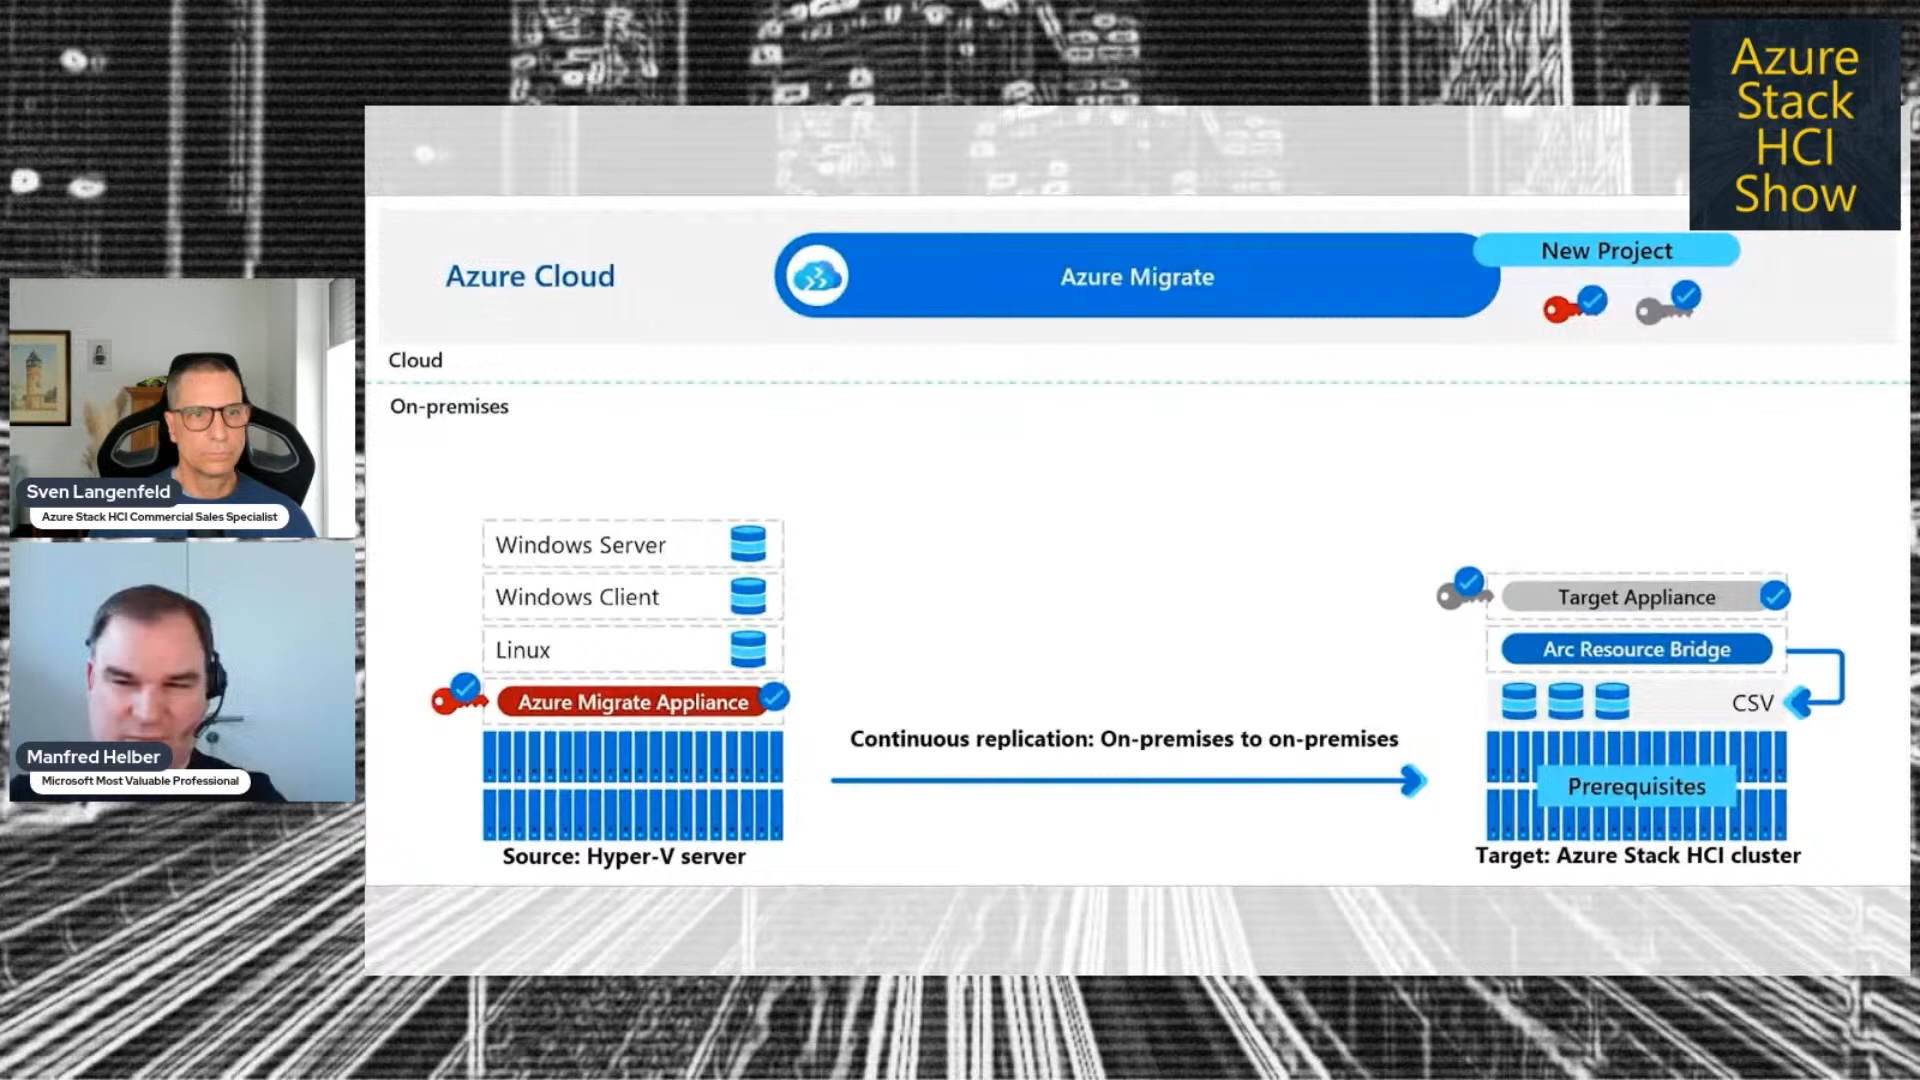 Azure
Stack
HCI
Show
Azure Cloud
Azure Migrate
New Project
Cloud
On-premises
Sven Langenfeld
Azure Stack HCI Commercial Sales Specialist
Manfred Helber
Microsoft Most Valuable Professional
Windows Server
Windows Client
Linux
Azure Migrate Appliance
Source: Hyper-V server
Continuous replication: On-premises to on-premises
Target Appliance
Arc Resource Bridge
CSV
Prerequisites
Target: Azure Stack HCI cluster